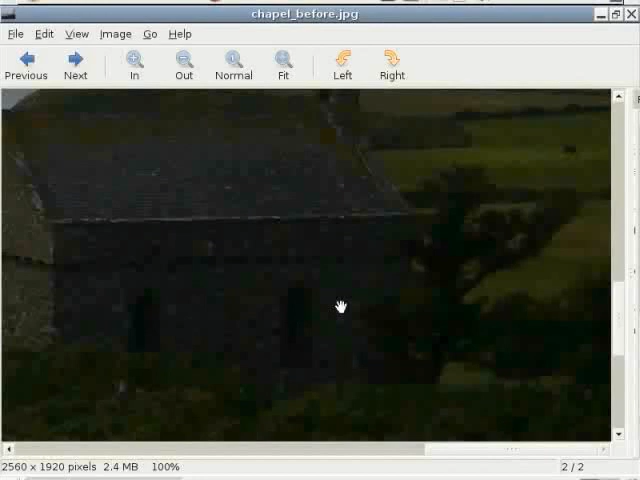 chapel_before.jpg
File Edit View Image Go Help
Previous Next In Out Normal Fit Left Right
2560 x 1920 pixels 2.4 MB 100% 2 / 2